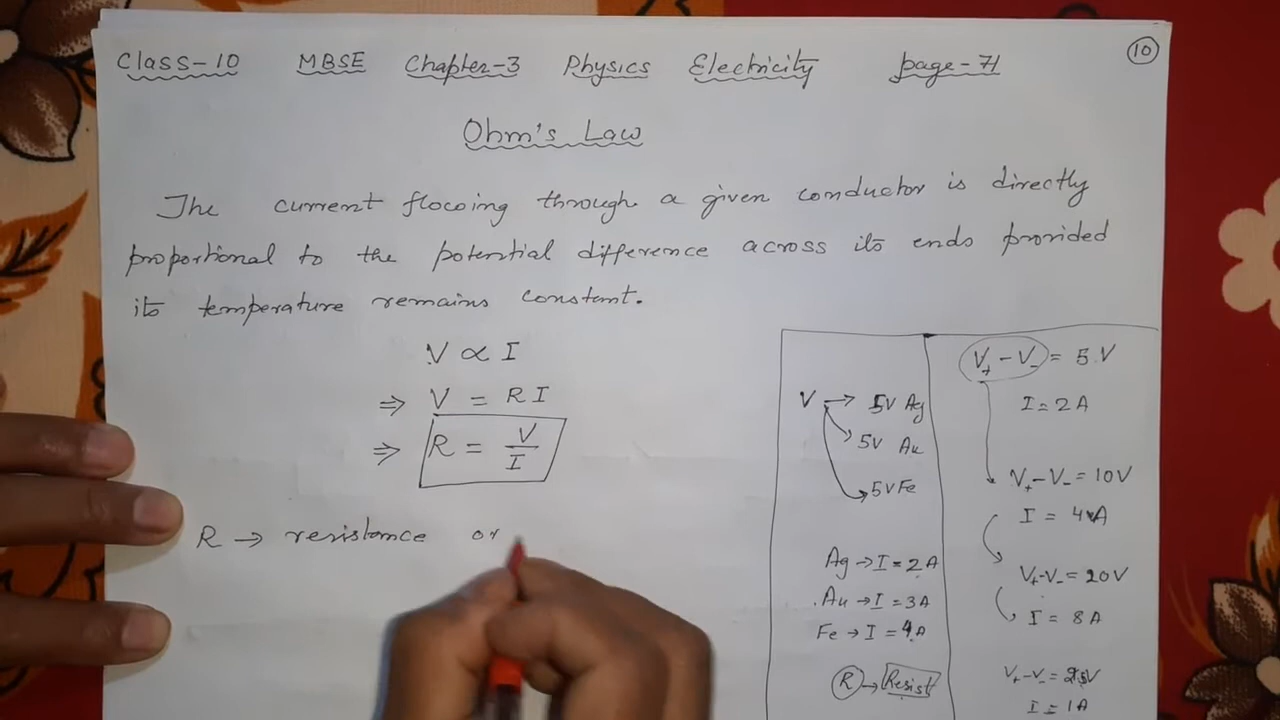 Class-10 MBSE Chapter-3 Physics Electricity page-71
10
Ohm's Law
The current flowing through a given conductor is directly
proportional to the potential difference across its ends provided
its temperature remains constant.
V ∝ I
⇒ V = RI
⇒ R = V/I
R → resistance or
V → 5V Ag
5V Au
5V Fe
Ag → I = 2A
Au → I = 3A
Fe → I = 4A
R → Resist
V₊ - V₋ = 5V
I = 2A
V₊ - V₋ = 10V
I = 4A
V₊ - V₋ = 20V
I = 8A
V₊ - V₋ =
I = 1A